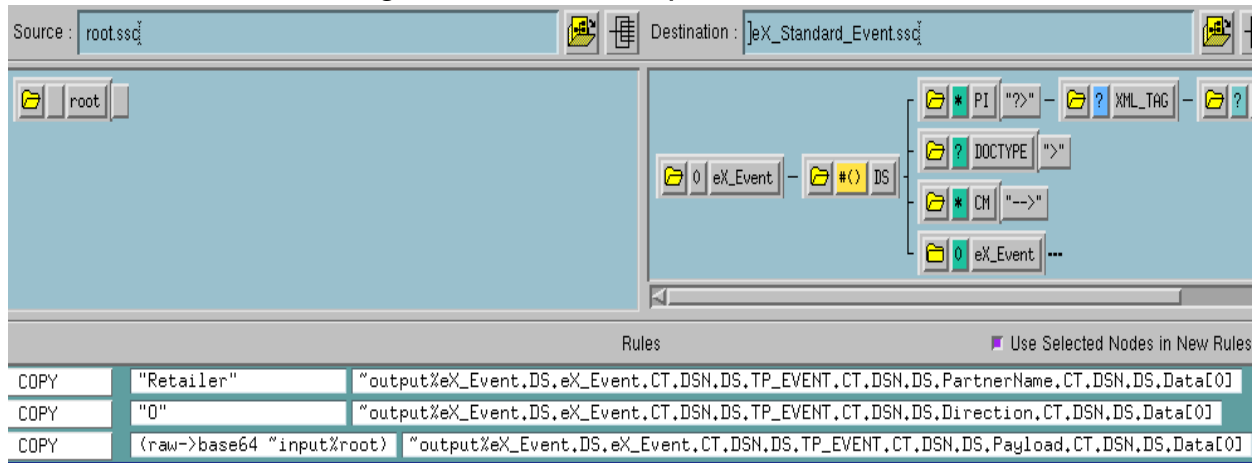 Source : root.ssc Destination : ]eX_Standard_Event.ssc
root
* PI "?>" ? XML_TAG ?
? DOCTYPE ">"
0 eX_Event #() DS
* CM "-->"
0 eX_Event
Rules Use Selected Nodes in New Rules
COPY "Retailer" ~output%eX_Event.DS.eX_Event.CT.DSN.DS.TP_EVENT.CT.DSN.DS.PartnerName.CT.DSN.DS.Data[0]
COPY "O" ~output%eX_Event.DS.eX_Event.CT.DSN.DS.TP_EVENT.CT.DSN.DS.Direction.CT.DSN.DS.Data[0]
COPY (raw->base64 ~input%root) ~output%eX_Event.DS.eX_Event.CT.DSN.DS.TP_EVENT.CT.DSN.DS.Payload.CT.DSN.DS.Data[0]